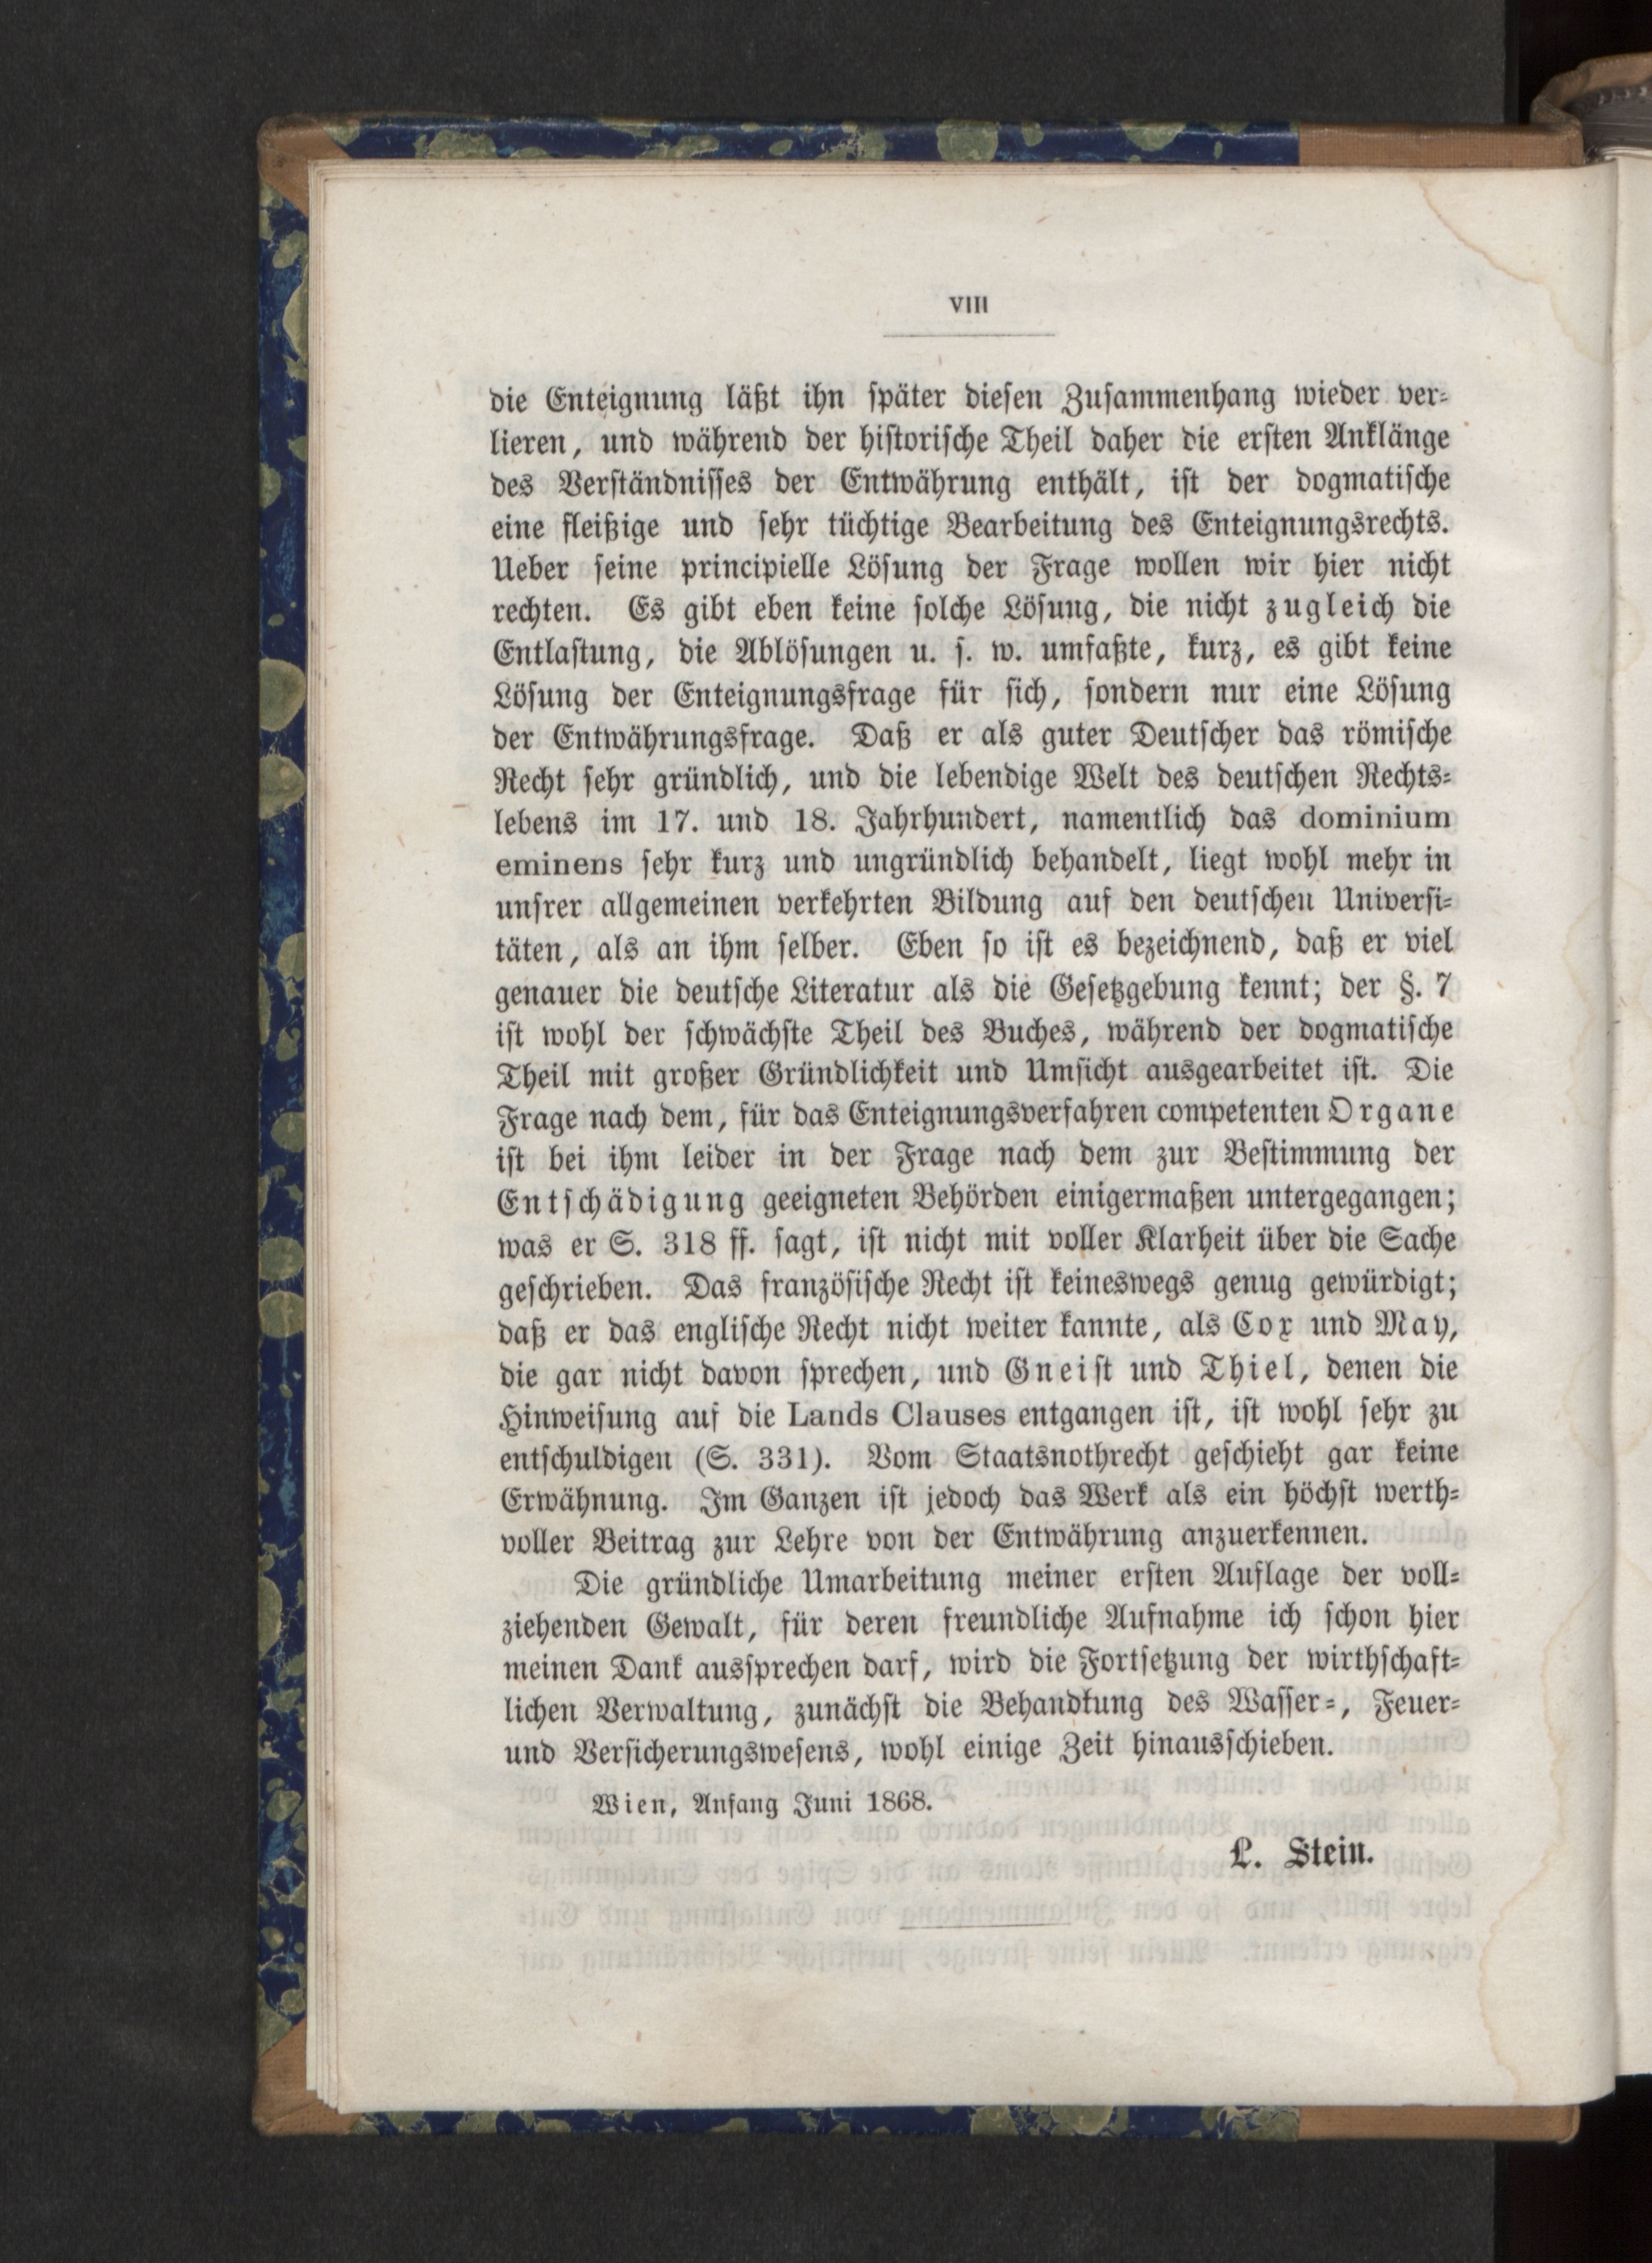 VIII
die Enteignung läßt ihn später diesen Zusammenhang wieder ver-
lieren, und während der historische Theil daher die ersten Anklänge
des Verständnisses der Entwährung enthält, ist der dogmatische
eine fleißige und sehr tüchtige Bearbeitung des Enteignungsrechts.
Ueber seine principielle Lösung der Frage wollen wir hier nicht
rechten. Es gibt eben keine solche Lösung, die nicht zugleich die
Entlastung, die Ablösungen u. s. w. umfaßte, kurz, es gibt keine
Lösung der Enteignungsfrage für sich, sondern nur eine Lösung
der Entwährungsfrage. Daß er als guter Deutscher das römische
Recht sehr gründlich, und die lebendige Welt des deutschen Rechts-
lebens im 17. und 18. Jahrhundert, namentlich das dominium
eminens sehr kurz und ungründlich behandelt, liegt wohl mehr in
unsrer allgemeinen verkehrten Bildung auf den deutschen Universi-
täten, als an ihm selber. Eben so ist es bezeichnend, daß er viel
genauer die deutsche Literatur als die Gesetzgebung kennt; der §. 7
ist wohl der schwächste Theil des Buches, während der dogmatische
Theil mit großer Gründlichkeit und Umsicht ausgearbeitet ist. Die
Frage nach dem, für das Enteignungsverfahren competenten Organe
ist bei ihm leider in der Frage nach dem zur Bestimmung der
Entschädigung geeigneten Behörden einigermaßen untergegangen;
was er S. 318 ff. sagt, ist nicht mit voller Klarheit über die Sache
geschrieben. Das französische Recht ist keineswegs genug gewürdigt;
daß er das englische Recht nicht weiter kannte, als Cox und May,
die gar nicht davon sprechen, und Gneist und Thiel, denen die
Hinweisung auf die Lands Clauses entgangen ist, ist wohl sehr zu
entschuldigen (S. 331). Vom Staatsnothrecht geschieht gar keine
Erwähnung. Im Ganzen ist jedoch das Werk als ein höchst werth-
voller Beitrag zur Lehre von der Entwährung anzuerkennen.
Die gründliche Umarbeitung meiner ersten Auflage der voll-
ziehenden Gewalt, für deren freundliche Aufnahme ich schon hier
meinen Dank aussprechen darf, wird die Fortsetzung der wirthschaft-
lichen Verwaltung, zunächst die Behandlung des Wasser-, Feuer-
und Versicherungswesens, wohl einige Zeit hinausschieben.
Wien, Anfang Juni 1868.
L. Stein.